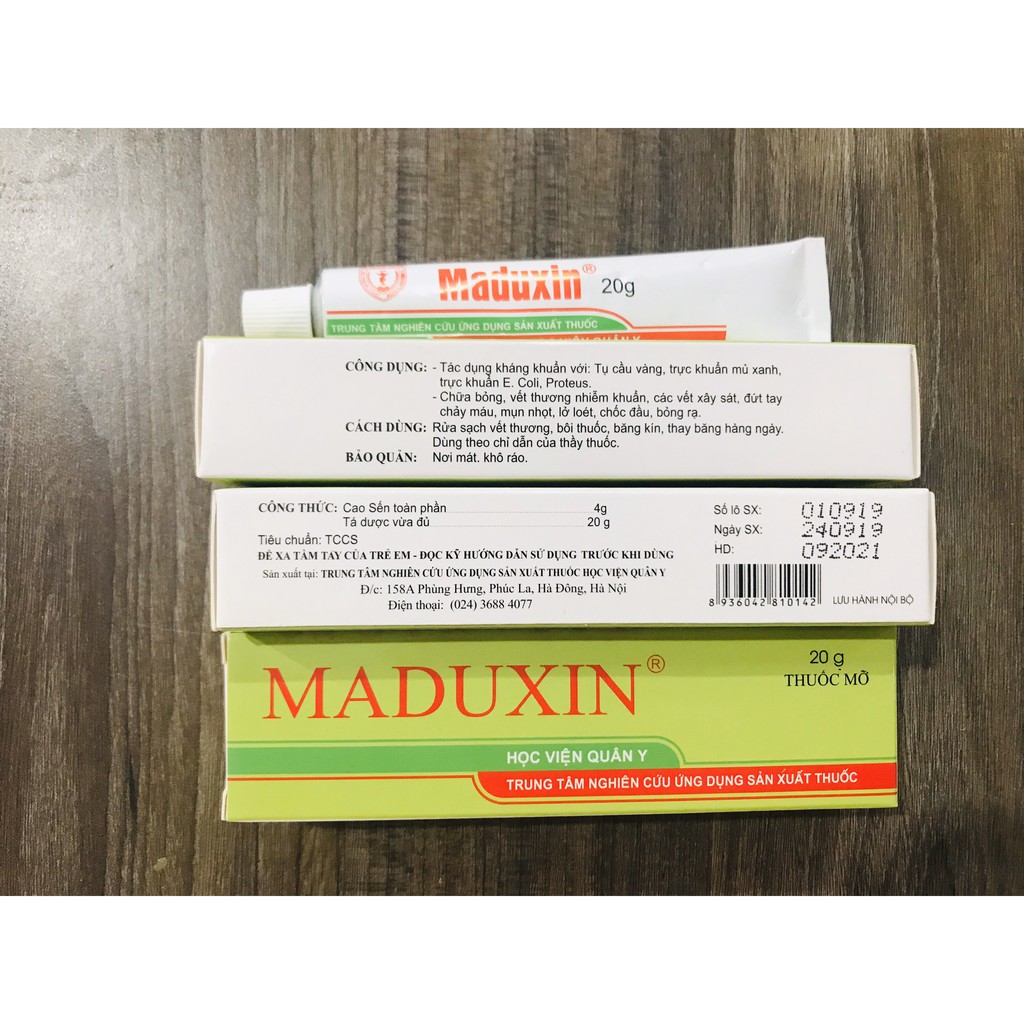 Maduxin® 20g
TRUNG TÂM NGHIÊN CỨU ỨNG DỤNG SẢN XUẤT THUỐC
CÔNG DỤNG: - Tác dụng kháng khuẩn với: Tụ cầu vàng, trực khuẩn mủ xanh,
trực khuẩn E. Coli, Proteus.
- Chữa bỏng, vết thương nhiễm khuẩn, các vết xây sát, đứt tay
chảy máu, mụn nhọt, lở loét, chốc đầu, bỏng rạ.
CÁCH DÙNG: Rửa sạch vết thương, bôi thuốc, băng kín, thay băng hàng ngày.
Dùng theo chỉ dẫn của thầy thuốc.
BẢO QUẢN: Nơi mát. khô ráo.
CÔNG THỨC: Cao Sến toàn phần 4g
Tá dược vừa đủ 20 g
Tiêu chuẩn: TCCS
ĐỂ XA TẦM TAY CỦA TRẺ EM - ĐỌC KỸ HƯỚNG DẪN SỬ DỤNG TRƯỚC KHI DÙNG
Sản xuất tại: TRUNG TÂM NGHIÊN CỨU ỨNG DỤNG SẢN XUẤT THUỐC HỌC VIỆN QUÂN Y
Đ/c: 158A Phùng Hưng, Phúc La, Hà Đông, Hà Nội
Điện thoại: (024) 3688 4077
Số lô SX: 010919
Ngày SX: 240919
HD: 092021
8 936042 810142
LƯU HÀNH NỘI BỘ
MADUXIN®
20 g
THUỐC MỠ
HỌC VIỆN QUÂN Y
TRUNG TÂM NGHIÊN CỨU ỨNG DỤNG SẢN XUẤT THUỐC